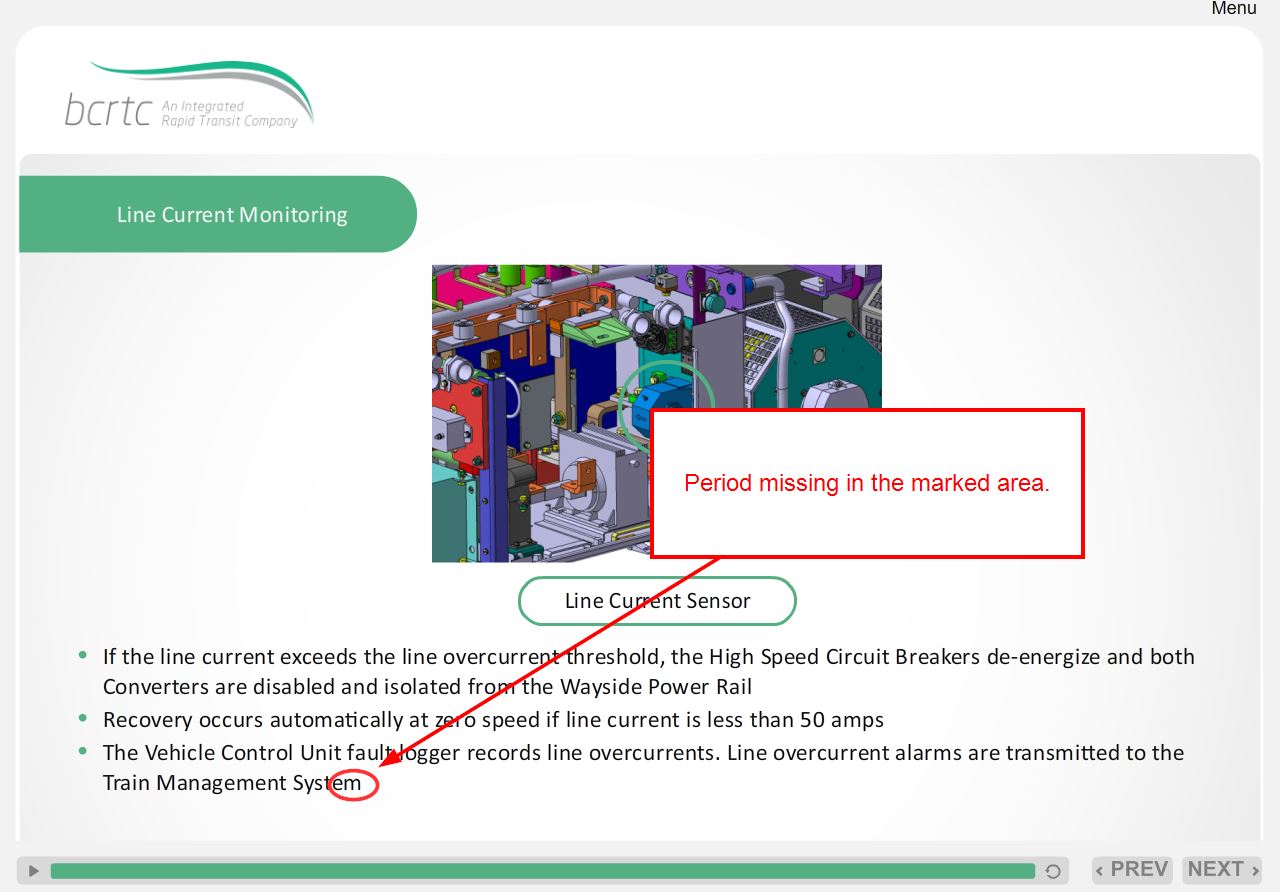 Menu
bcrtc An Integrated
Rapid Transit Company
Line Current Monitoring
Period missing in the marked area.
Line Current Sensor
• If the line current exceeds the line overcurrent threshold, the High Speed Circuit Breakers de-energize and both
Converters are disabled and isolated from the Wayside Power Rail
• Recovery occurs automatically at zero speed if line current is less than 50 amps
• The Vehicle Control Unit fault logger records line overcurrents. Line overcurrent alarms are transmitted to the
Train Management System
‹ PREV NEXT ›